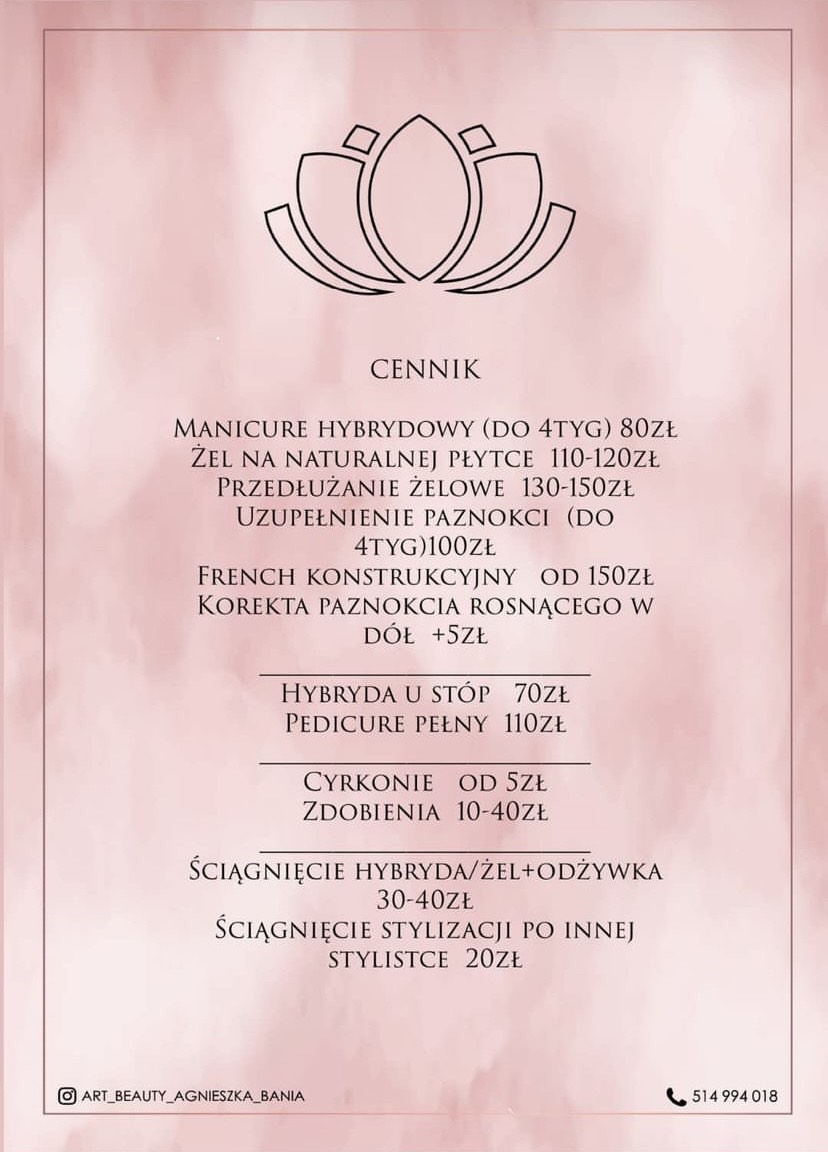 CENNIK
MANICURE HYBRYDOWY (DO 4TYG) 80ZŁ
ŻEL NA NATURALNEJ PŁYTCE 110-120ZŁ
PRZEDŁUŻANIE ŻELOWE 130-150ZŁ
UZUPEŁNIENIE PAZNOKCI (DO
4TYG)100ZŁ
FRENCH KONSTRUKCYJNY OD 150ZŁ
KOREKTA PAZNOKCIA ROSNĄCEGO W
DÓŁ +5ZŁ
HYBRYDA U STÓP 70ZŁ
PEDICURE PEŁNY 110ZŁ
CYRKONIE OD 5ZŁ
ZDOBIENIA 10-40ZŁ
ŚCIĄGNIĘCIE HYBRYDA/ŻEL+ODŻYWKA
30-40ZŁ
ŚCIĄGNIĘCIE STYLIZACJI PO INNEJ
STYLISTCE 20ZŁ
ART_BEAUTY_AGNIESZKA_BANIA
514 994 018